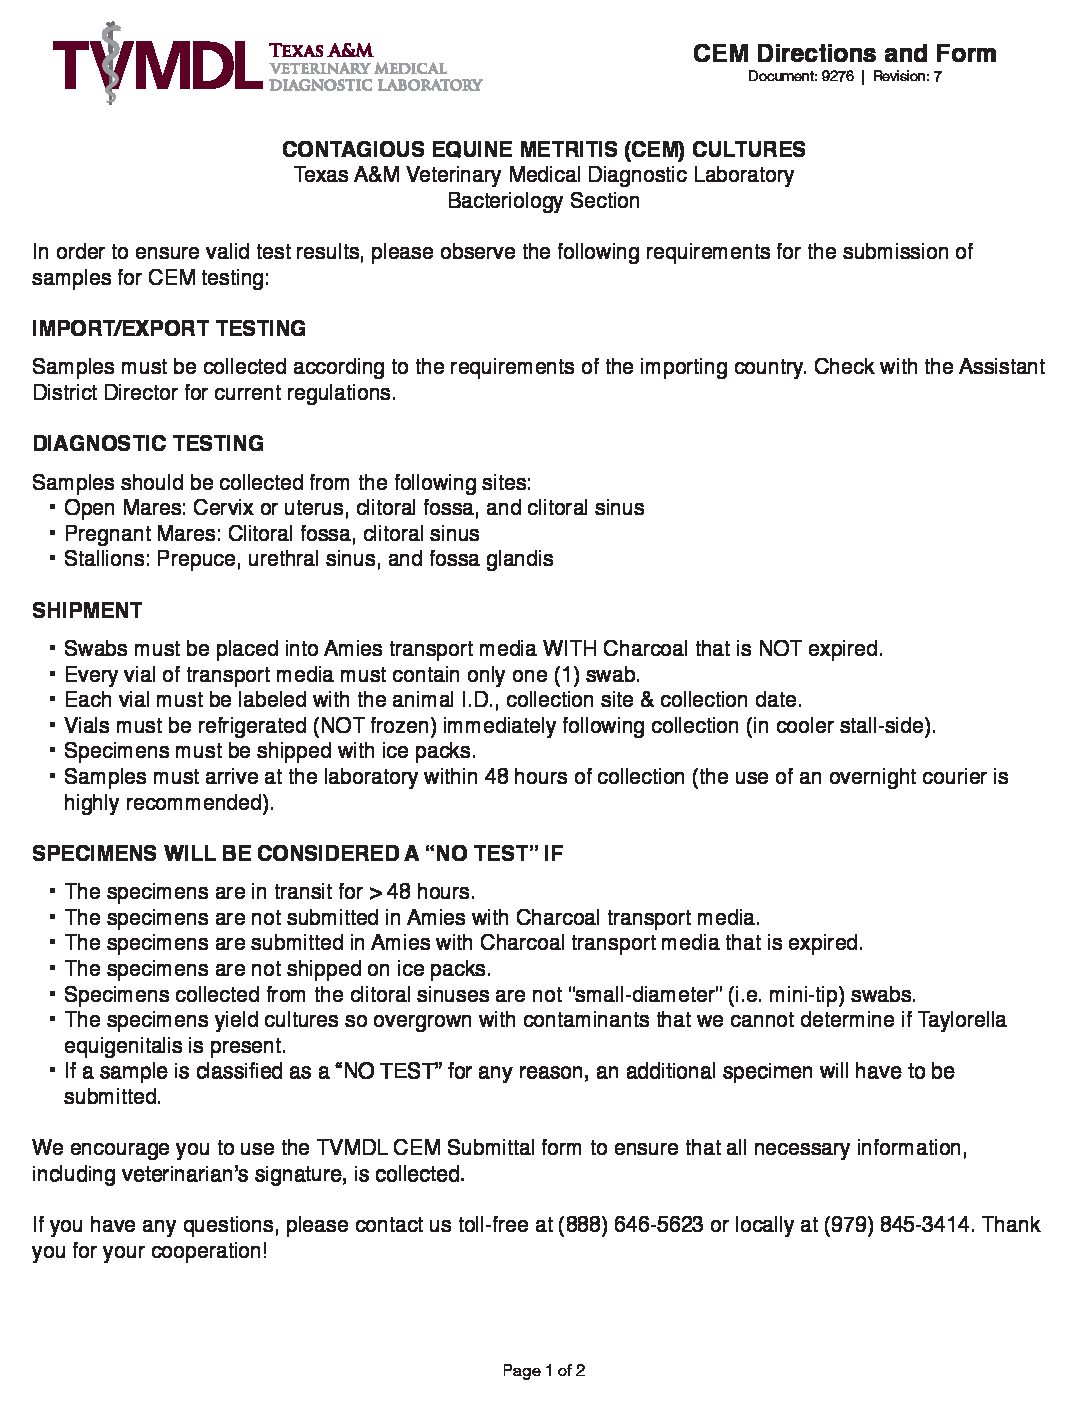 TVMDL TEXAS A&M
VETERINARY MEDICAL
DIAGNOSTIC LABORATORY
CEM Directions and Form
Document: 9276 | Revision: 7
CONTAGIOUS EQUINE METRITIS (CEM) CULTURES
Texas A&M Veterinary Medical Diagnostic Laboratory
Bacteriology Section
In order to ensure valid test results, please observe the following requirements for the submission of
samples for CEM testing:
IMPORT/EXPORT TESTING
Samples must be collected according to the requirements of the importing country. Check with the Assistant
District Director for current regulations.
DIAGNOSTIC TESTING
Samples should be collected from the following sites:
▪ Open Mares: Cervix or uterus, clitoral fossa, and clitoral sinus
▪ Pregnant Mares: Clitoral fossa, clitoral sinus
▪ Stallions: Prepuce, urethral sinus, and fossa glandis
SHIPMENT
▪ Swabs must be placed into Amies transport media WITH Charcoal that is NOT expired.
▪ Every vial of transport media must contain only one (1) swab.
▪ Each vial must be labeled with the animal I.D., collection site & collection date.
▪ Vials must be refrigerated (NOT frozen) immediately following collection (in cooler stall-side).
▪ Specimens must be shipped with ice packs.
▪ Samples must arrive at the laboratory within 48 hours of collection (the use of an overnight courier is
highly recommended).
SPECIMENS WILL BE CONSIDERED A “NO TEST” IF
▪ The specimens are in transit for > 48 hours.
▪ The specimens are not submitted in Amies with Charcoal transport media.
▪ The specimens are submitted in Amies with Charcoal transport media that is expired.
▪ The specimens are not shipped on ice packs.
▪ Specimens collected from the clitoral sinuses are not "small-diameter" (i.e. mini-tip) swabs.
▪ The specimens yield cultures so overgrown with contaminants that we cannot determine if Taylorella
equigenitalis is present.
▪ If a sample is classified as a “NO TEST” for any reason, an additional specimen will have to be
submitted.
We encourage you to use the TVMDL CEM Submittal form to ensure that all necessary information,
including veterinarian’s signature, is collected.
If you have any questions, please contact us toll-free at (888) 646-5623 or locally at (979) 845-3414. Thank
you for your cooperation!
Page 1 of 2